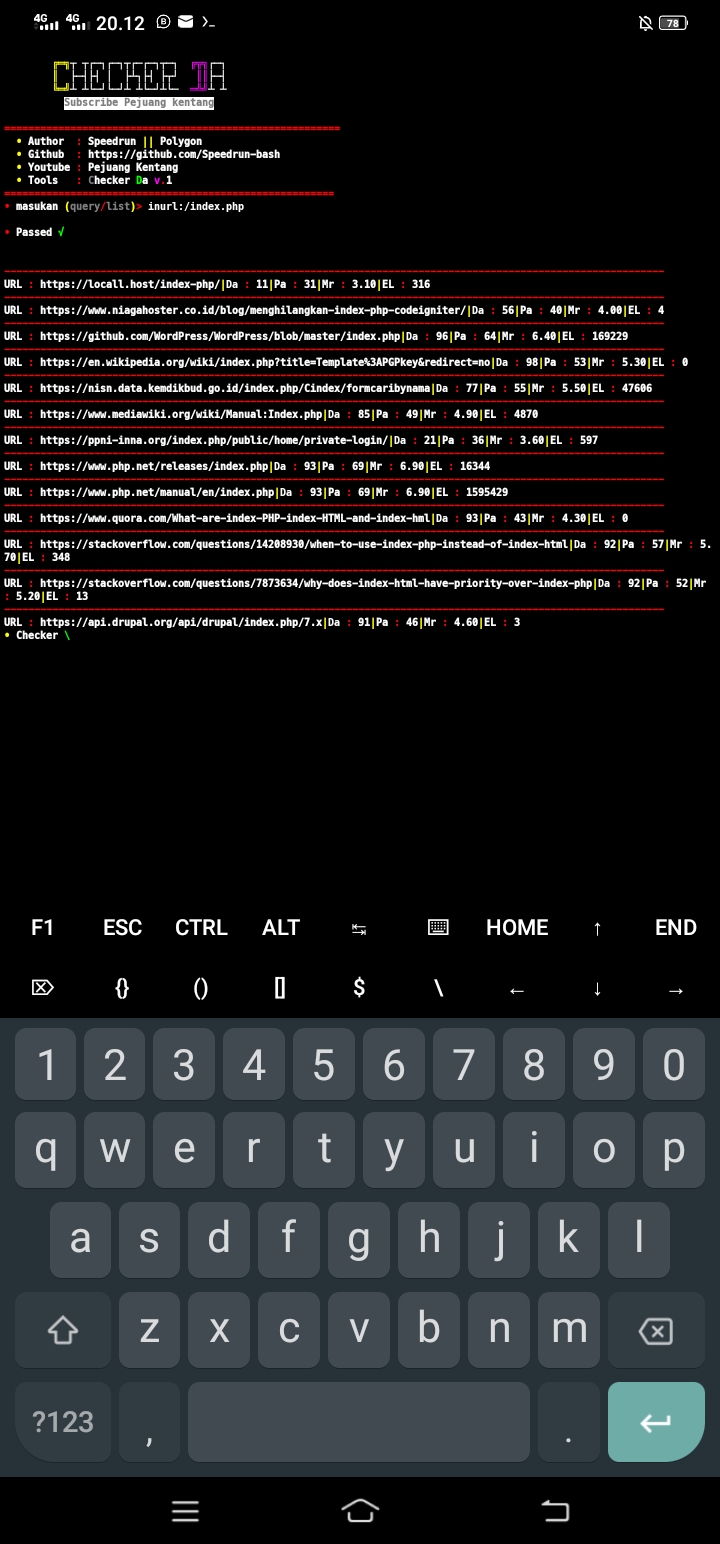 4G 4G 20.12 78
CHECKER DA
Subscribe Pejuang kentang
• Author : Speedrun || Polygon
• Github : https://github.com/Speedrun-bash
• Youtube : Pejuang Kentang
• Tools : Checker Da v.1
• masukan (query/list)> inurl:/index.php
• Passed √
URL : https://locall.host/index-php/|Da : 11|Pa : 31|Mr : 3.10|EL : 316
URL : https://www.niagahoster.co.id/blog/menghilangkan-index-php-codeigniter/|Da : 56|Pa : 40|Mr : 4.00|EL : 4
URL : https://github.com/WordPress/WordPress/blob/master/index.php|Da : 96|Pa : 64|Mr : 6.40|EL : 169229
URL : https://en.wikipedia.org/wiki/index.php?title=Template%3APGPkey&redirect=no|Da : 98|Pa : 53|Mr : 5.30|EL : 0
URL : https://nisn.data.kemdikbud.go.id/index.php/Cindex/formcaribynama|Da : 77|Pa : 55|Mr : 5.50|EL : 47606
URL : https://www.mediawiki.org/wiki/Manual:Index.php|Da : 85|Pa : 49|Mr : 4.90|EL : 4870
URL : https://ppni-inna.org/index.php/public/home/private-login/|Da : 21|Pa : 36|Mr : 3.60|EL : 597
URL : https://www.php.net/releases/index.php|Da : 93|Pa : 69|Mr : 6.90|EL : 16344
URL : https://www.php.net/manual/en/index.php|Da : 93|Pa : 69|Mr : 6.90|EL : 1595429
URL : https://www.quora.com/What-are-index-PHP-index-HTML-and-index-hml|Da : 93|Pa : 43|Mr : 4.30|EL : 0
URL : https://stackoverflow.com/questions/14208930/when-to-use-index-php-instead-of-index-html|Da : 92|Pa : 57|Mr : 5.
70|EL : 348
URL : https://stackoverflow.com/questions/7873634/why-does-index-html-have-priority-over-index-php|Da : 92|Pa : 52|Mr
: 5.20|EL : 13
URL : https://api.drupal.org/api/drupal/index.php/7.x|Da : 91|Pa : 46|Mr : 4.60|EL : 3
• Checker \
F1 ESC CTRL ALT ↹ HOME ↑ END
{} () [] $ \ ← ↓ →
1 2 3 4 5 6 7 8 9 0
q w e r t y u i o p
a s d f g h j k l
z x c v b n m
?123 , .